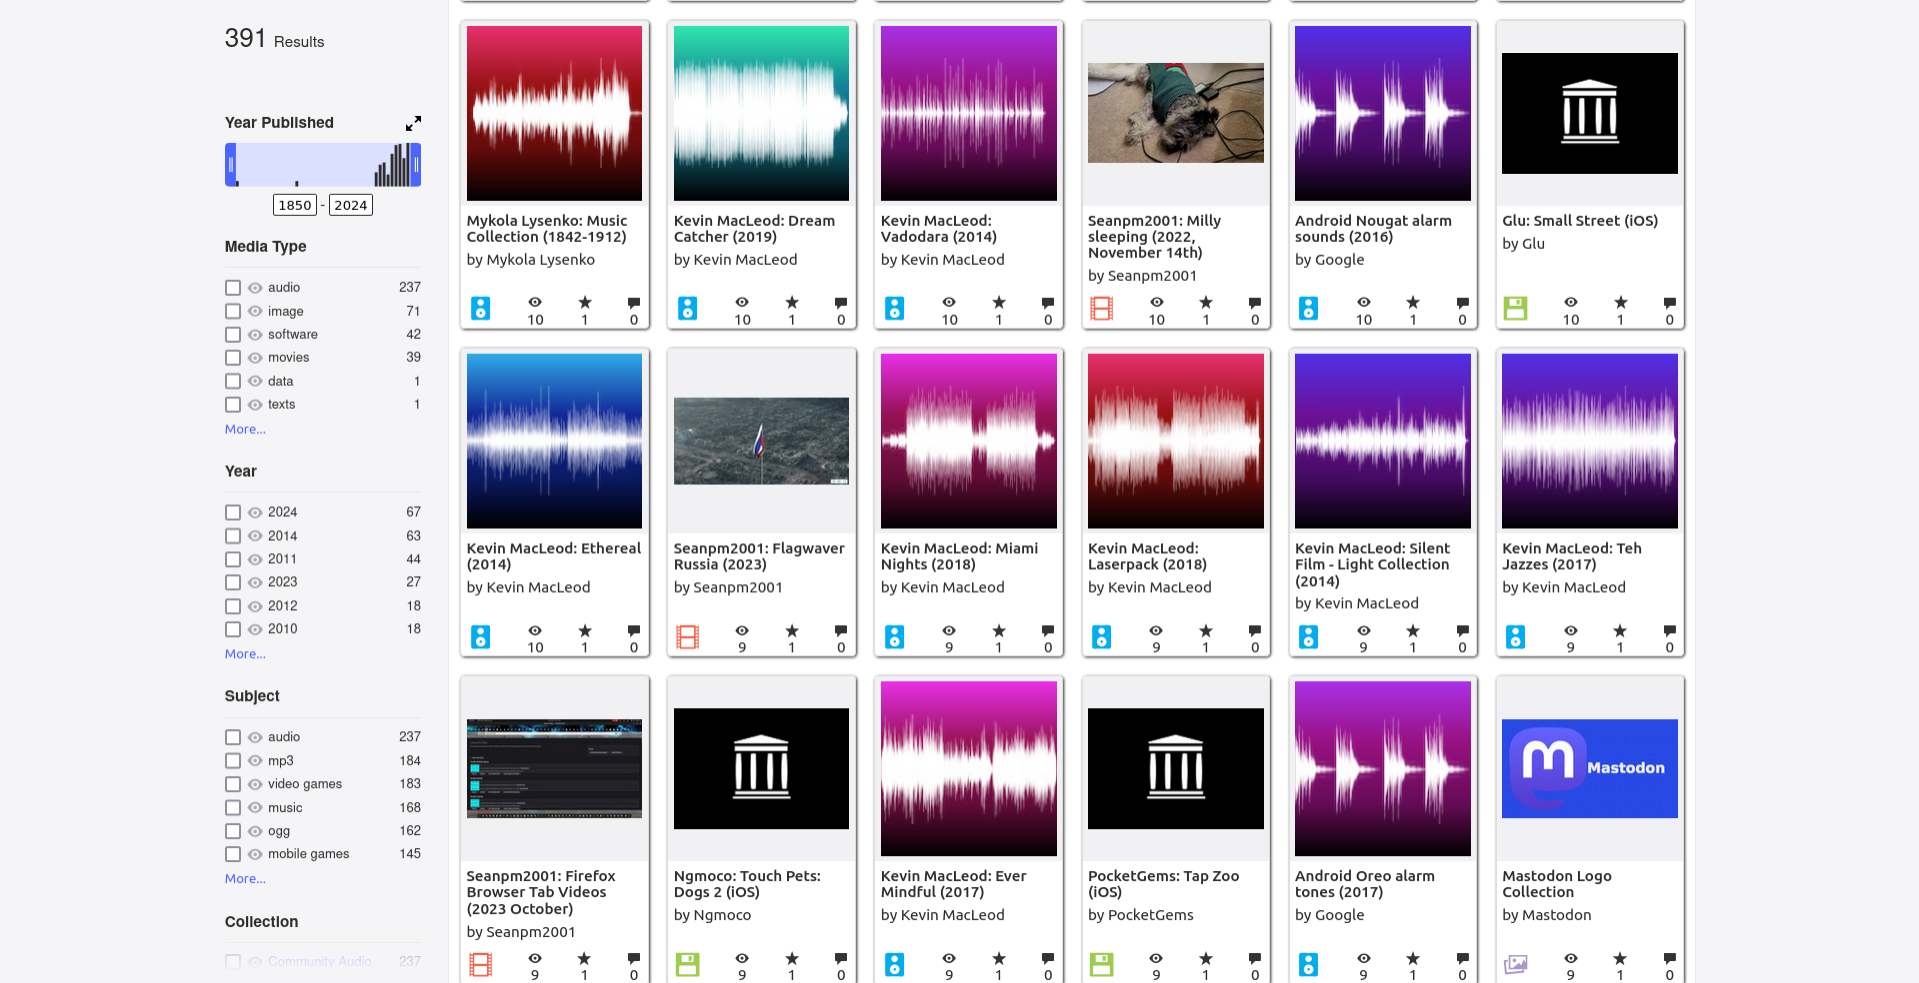 391 Results
Year Published
1850 - 2024
Media Type
audio 237
image 71
software 42
movies 39
data 1
texts 1
More...
Year
2024 67
2014 63
2011 44
2023 27
2012 18
2010 18
More...
Subject
audio 237
mp3 184
video games 183
music 168
ogg 162
mobile games 145
More...
Collection
Community Audio 237
Mykola Lysenko: Music
Collection (1842-1912)
by Mykola Lysenko
10 1 0
Kevin MacLeod: Dream
Catcher (2019)
by Kevin MacLeod
10 1 0
Kevin MacLeod:
Vadodara (2014)
by Kevin MacLeod
10 1 0
Seanpm2001: Milly
sleeping (2022,
November 14th)
by Seanpm2001
10 1 0
Android Nougat alarm
sounds (2016)
by Google
10 1 0
Glu: Small Street (iOS)
by Glu
10 1 0
Kevin MacLeod: Ethereal
(2014)
by Kevin MacLeod
10 1 0
Seanpm2001: Flagwaver
Russia (2023)
by Seanpm2001
9 1 0
Kevin MacLeod: Miami
Nights (2018)
by Kevin MacLeod
9 1 0
Kevin MacLeod:
Laserpack (2018)
by Kevin MacLeod
9 1 0
Kevin MacLeod: Silent
Film - Light Collection
(2014)
by Kevin MacLeod
9 1 0
Kevin MacLeod: Teh
Jazzes (2017)
by Kevin MacLeod
9 1 0
Seanpm2001: Firefox
Browser Tab Videos
(2023 October)
by Seanpm2001
9 1 0
Ngmoco: Touch Pets:
Dogs 2 (iOS)
by Ngmoco
9 1 0
Kevin MacLeod: Ever
Mindful (2017)
by Kevin MacLeod
9 1 0
PocketGems: Tap Zoo
(iOS)
by PocketGems
9 1 0
Android Oreo alarm
tones (2017)
by Google
9 1 0
Mastodon
Mastodon Logo
Collection
by Mastodon
9 1 0